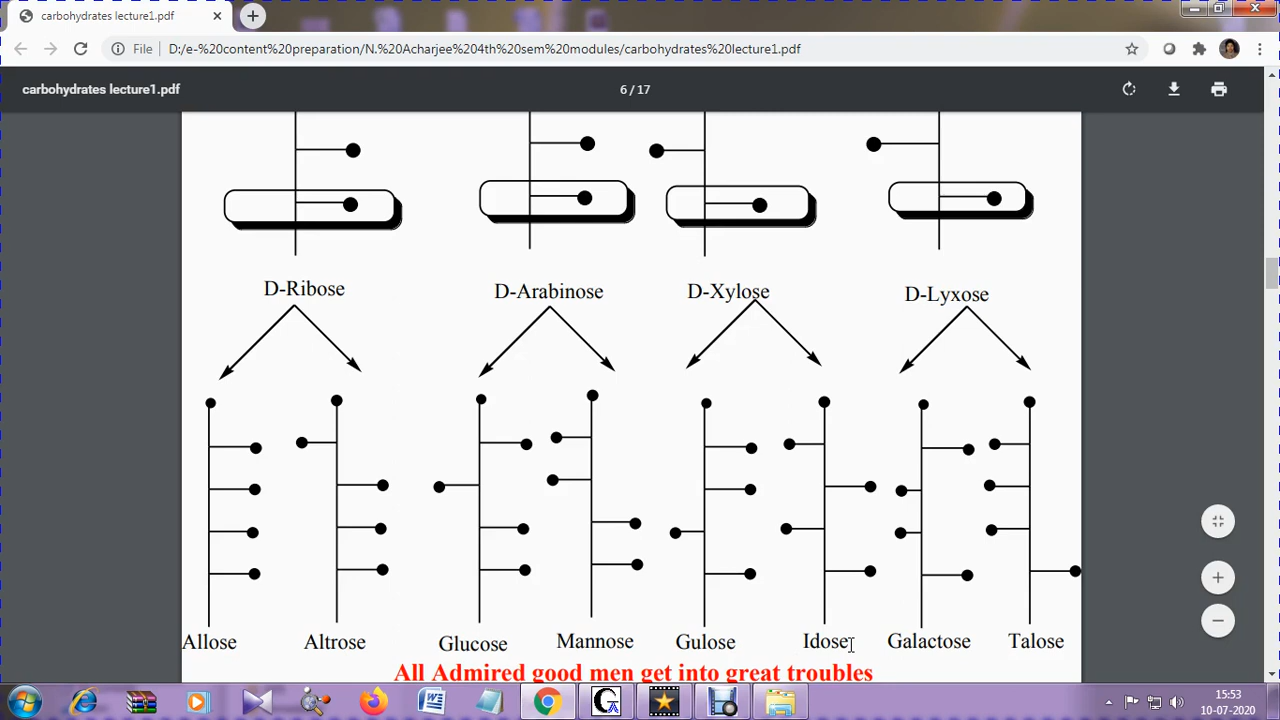 carbohydrates lecture1.pdf
File D:/e-%20content%20preparation/N.%20Acharjee%204th%20sem%20modules/carbohydrates%20lecture1.pdf
carbohydrates lecture1.pdf
6 / 17
D-Ribose D-Arabinose D-Xylose D-Lyxose
Allose Altrose Glucose Mannose Gulose Idose Galactose Talose
All Admired good men get into great troubles
15:53
10-07-2020